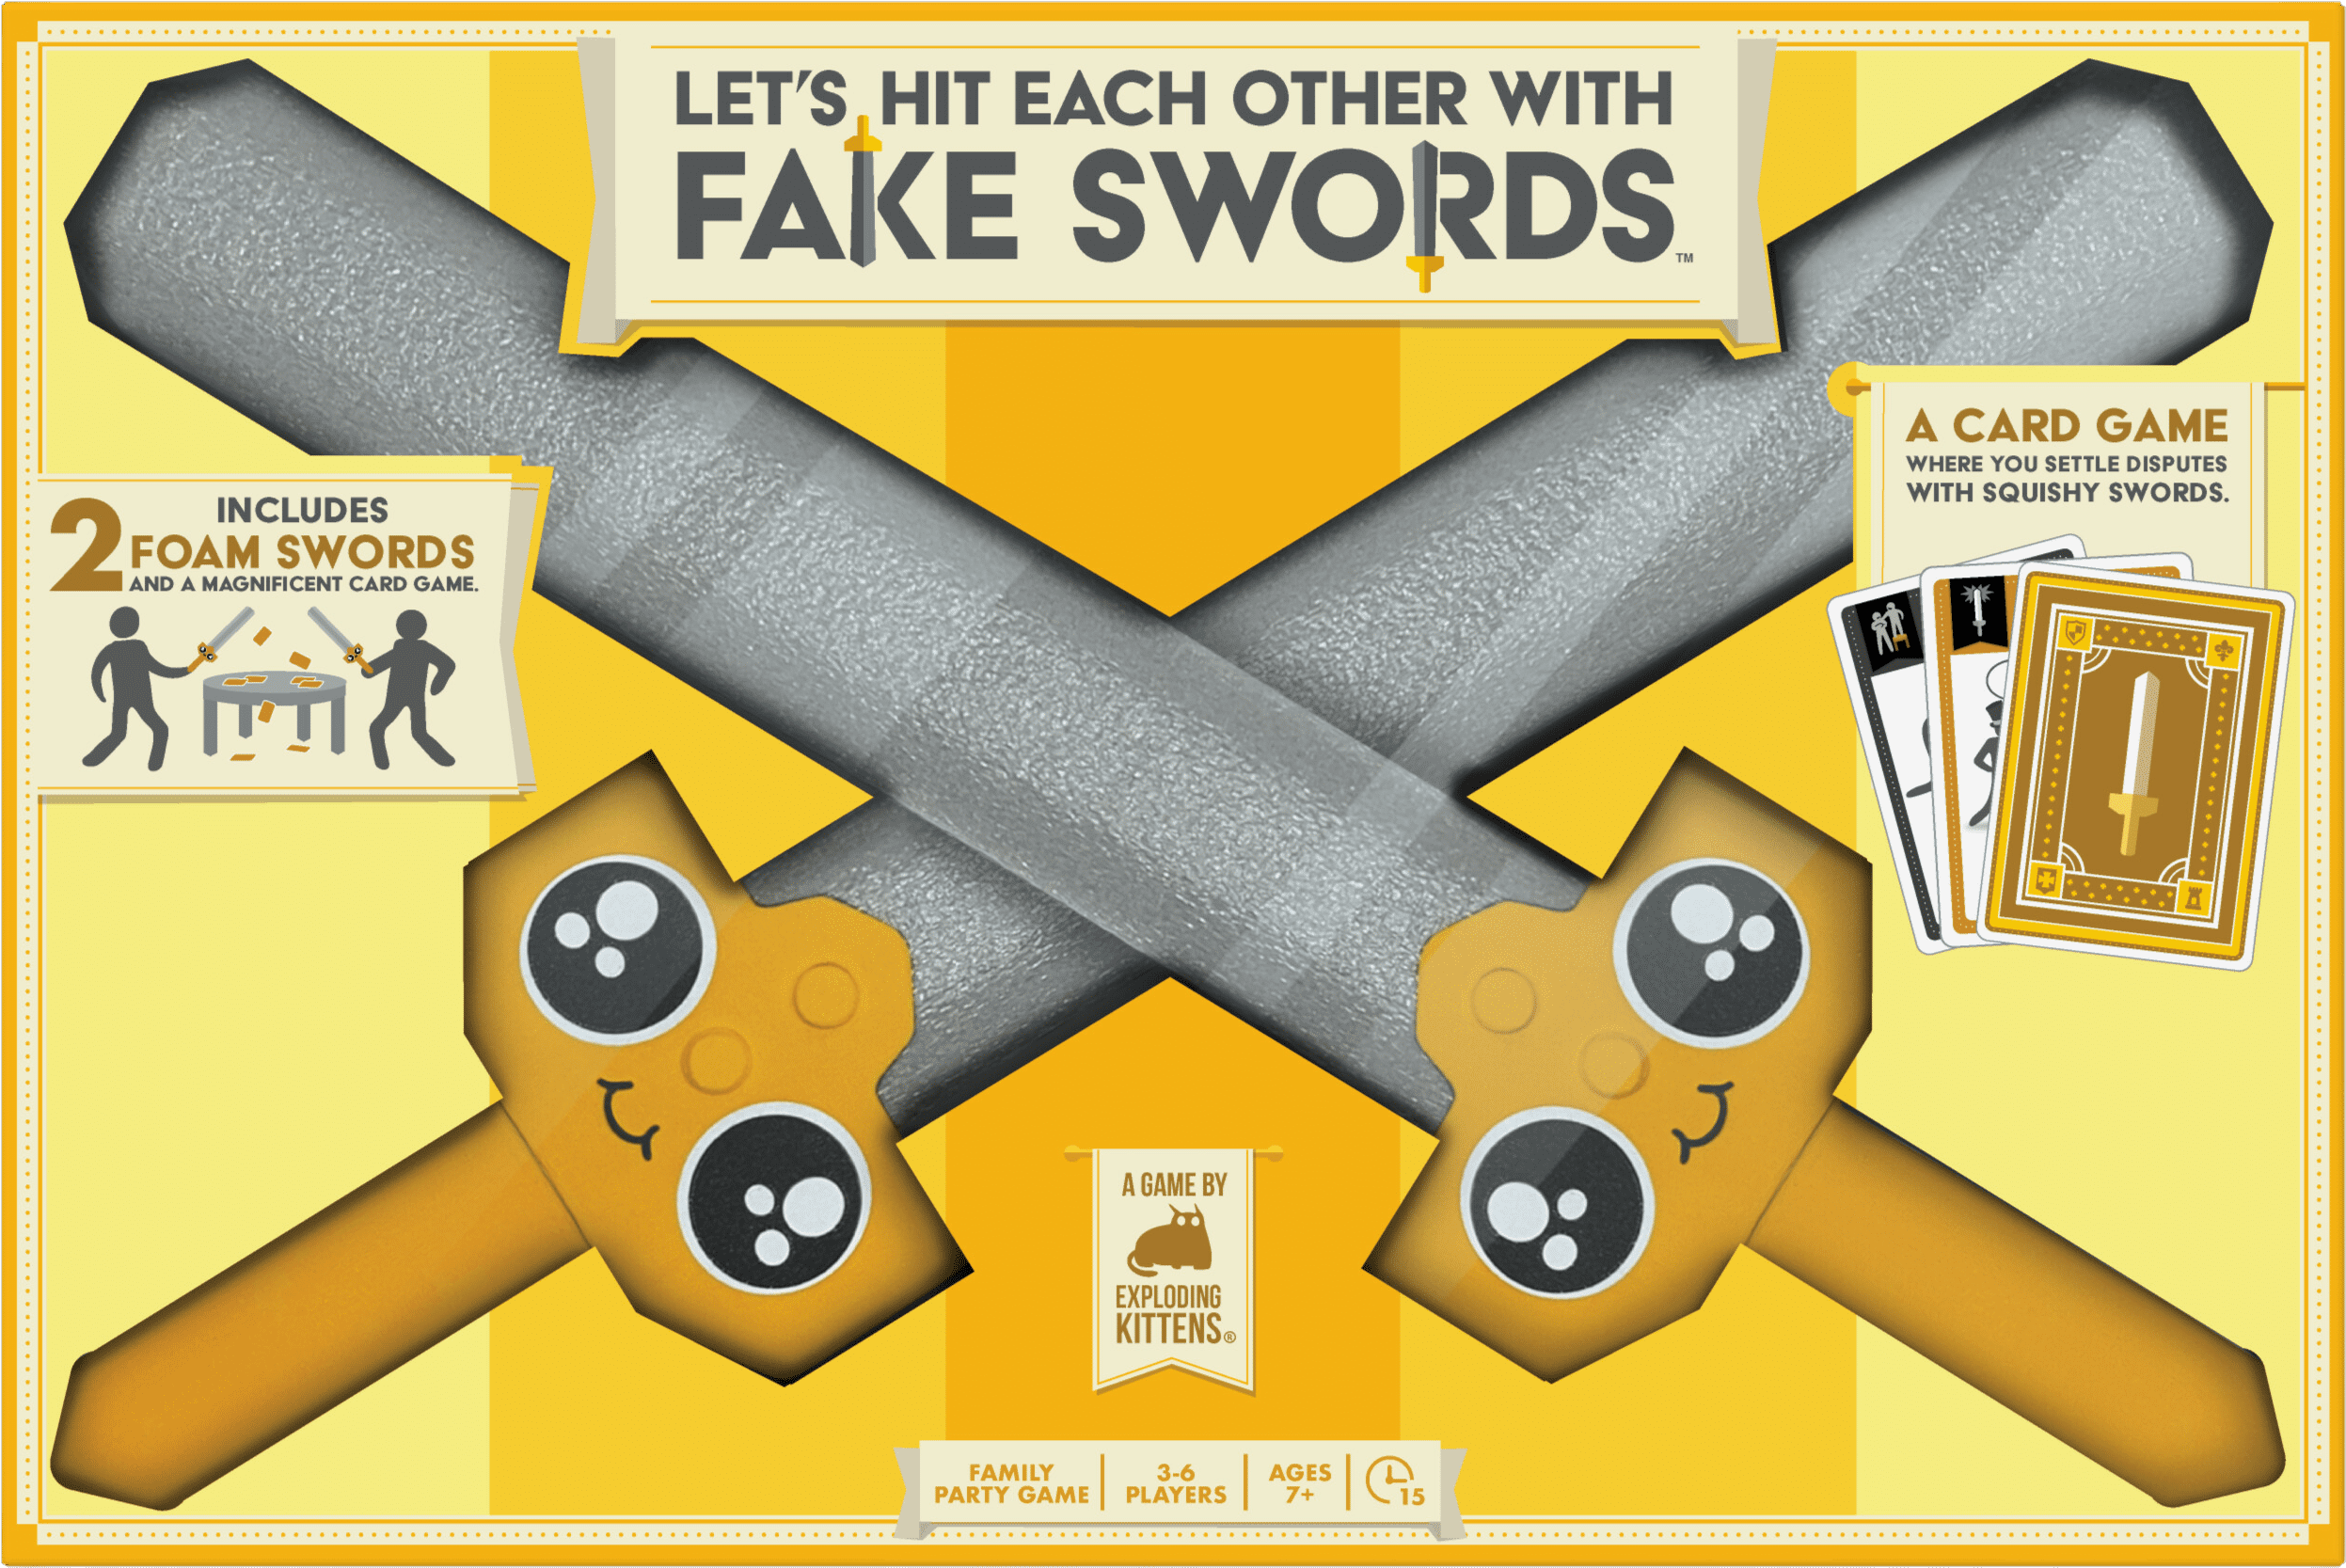 LET'S HIT EACH OTHER WITH
FAKE SWORDS™
A CARD GAME
WHERE YOU SETTLE DISPUTES
WITH SQUISHY SWORDS.
2 INCLUDES
FOAM SWORDS
AND A MAGNIFICENT CARD GAME.
A GAME BY
EXPLODING
KITTENS®
FAMILY
PARTY GAME
3-6
PLAYERS
AGES
7+
15